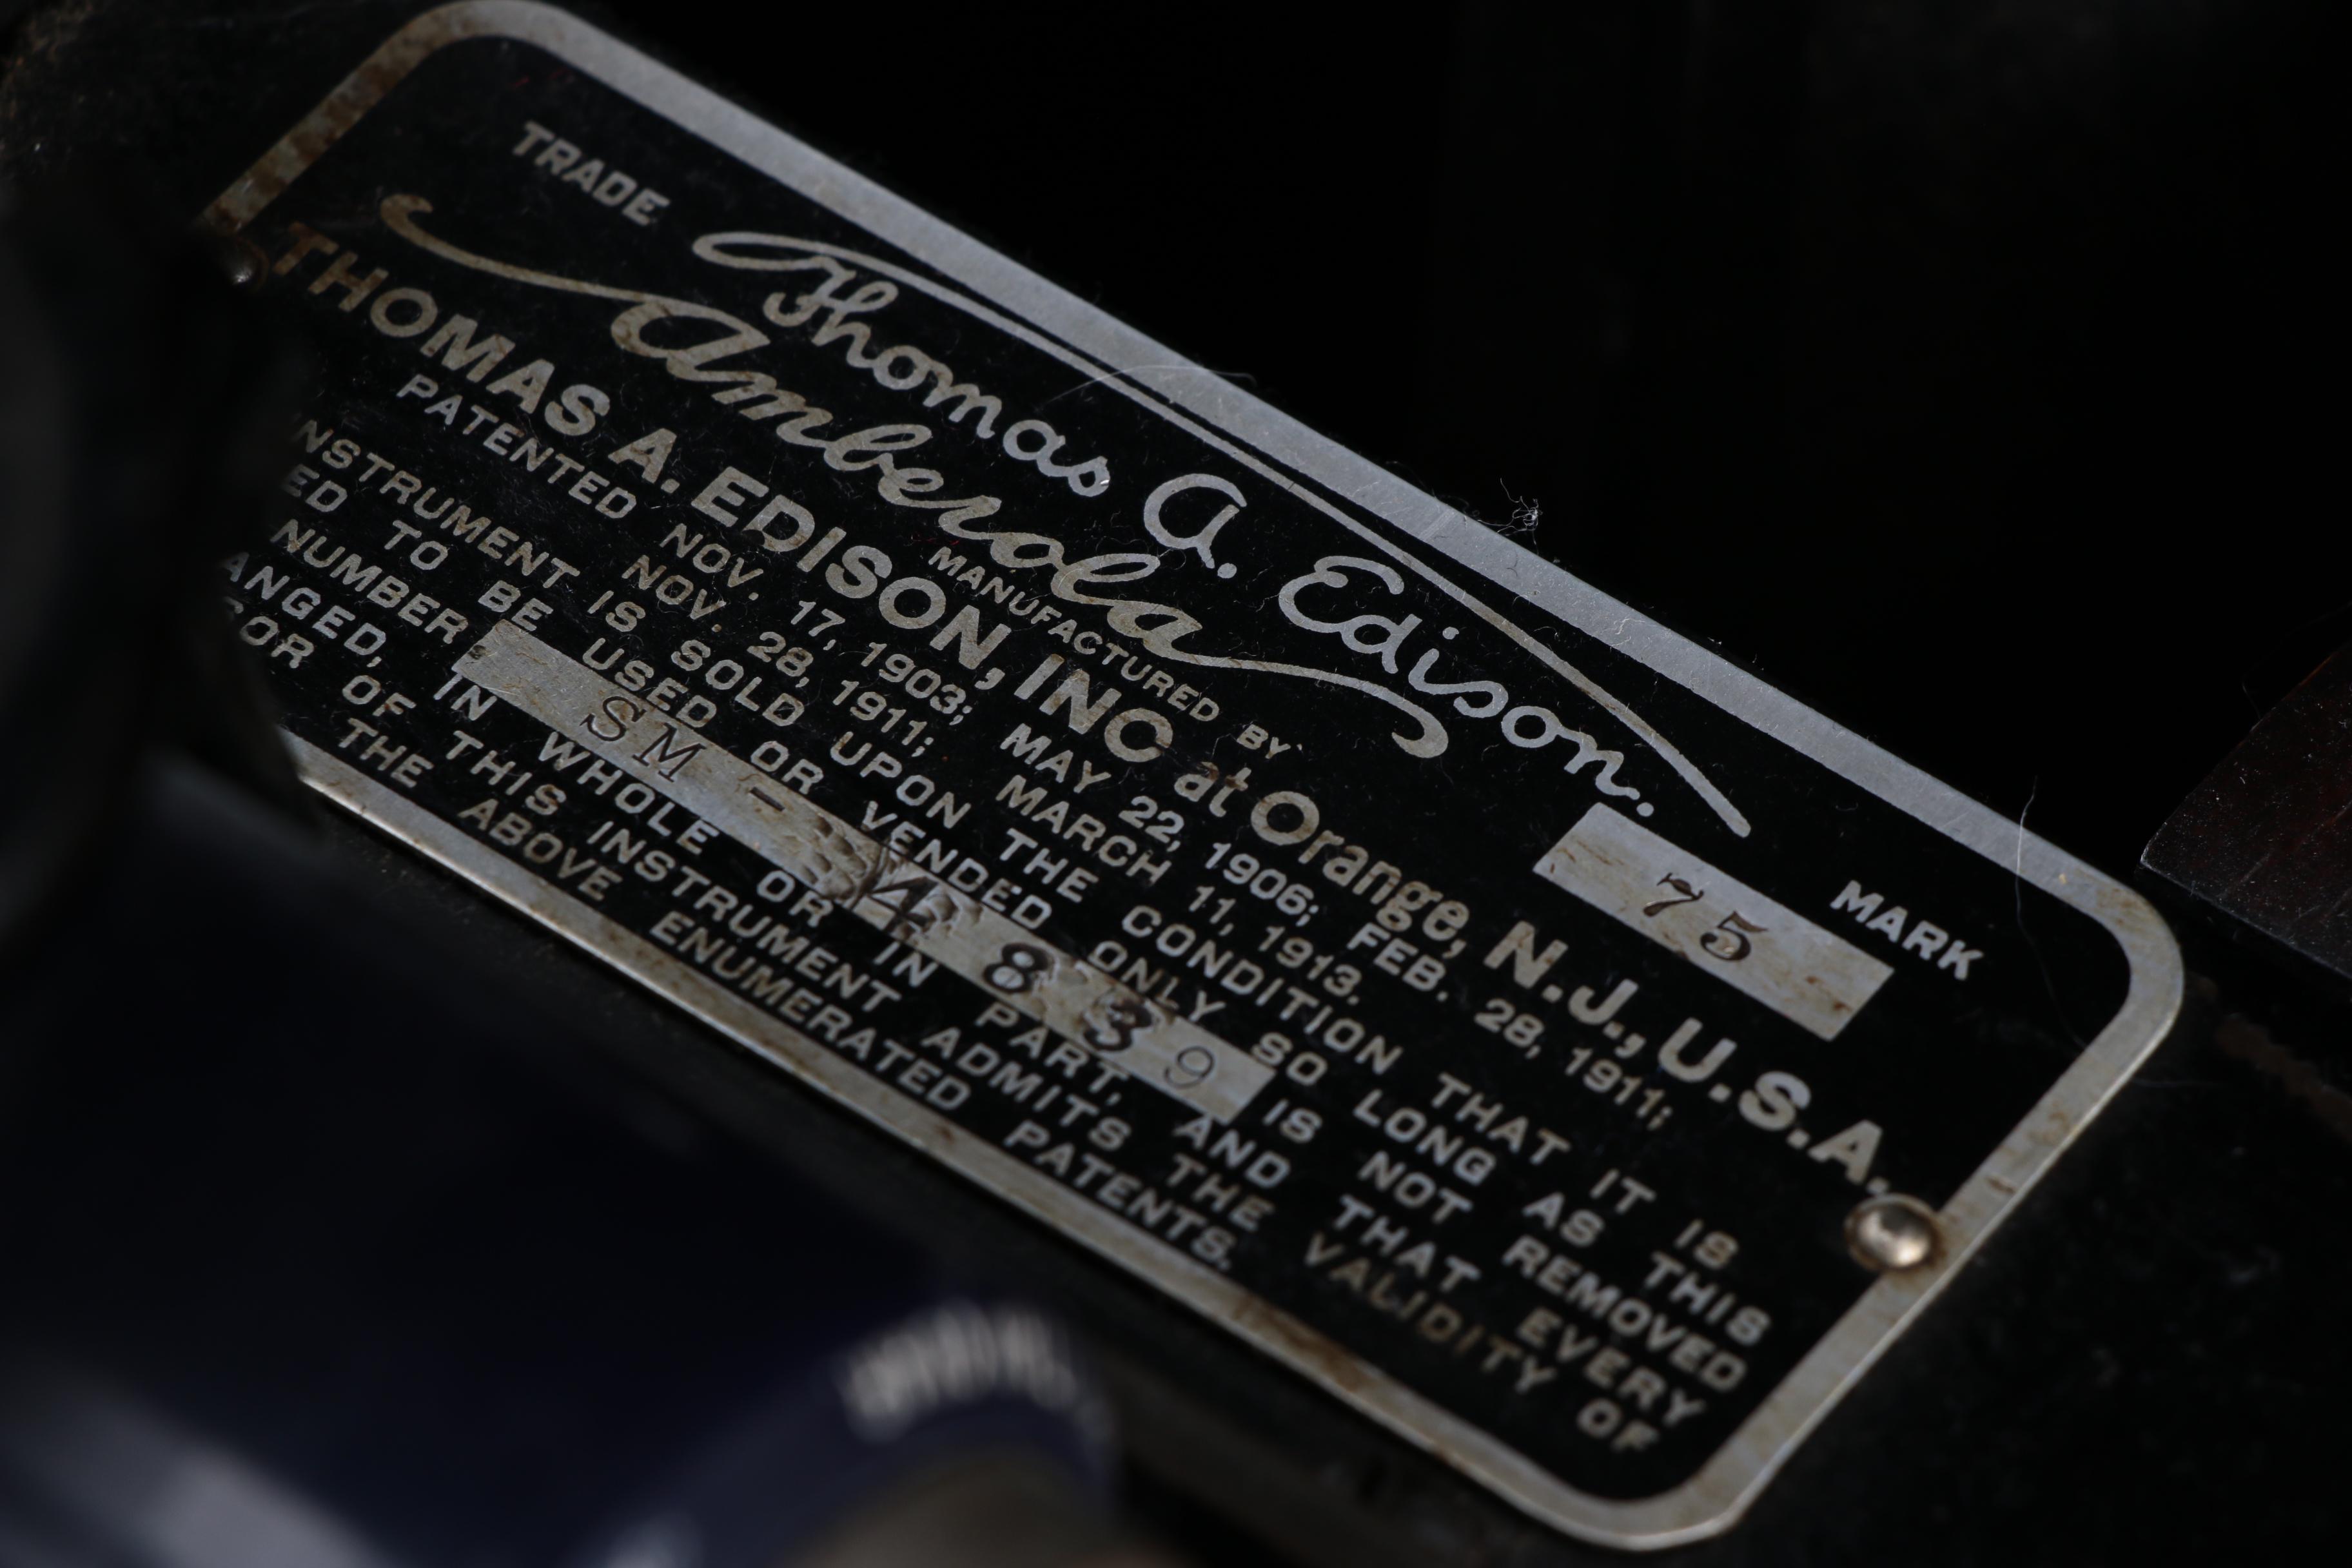 TRADE MARK
Thomas A. Edison.
Amberola 75
MANUFACTURED BY
THOMAS A. EDISON, INC at Orange, N.J., U.S.A.
PATENTED NOV. 17, 1903; MAY 22, 1906; FEB. 28, 1911;
NOV. 28, 1911; MARCH 11, 1913.
NSTRUMENT IS SOLD UPON THE CONDITION THAT IT IS
ED TO BE USED OR VENDED ONLY SO LONG AS THIS
NUMBER SM - 4889 IS NOT REMOVED
ANGED, IN WHOLE OR IN PART, AND THAT EVERY
OR OF THIS INSTRUMENT ADMITS THE VALIDITY OF
THE ABOVE ENUMERATED PATENTS.